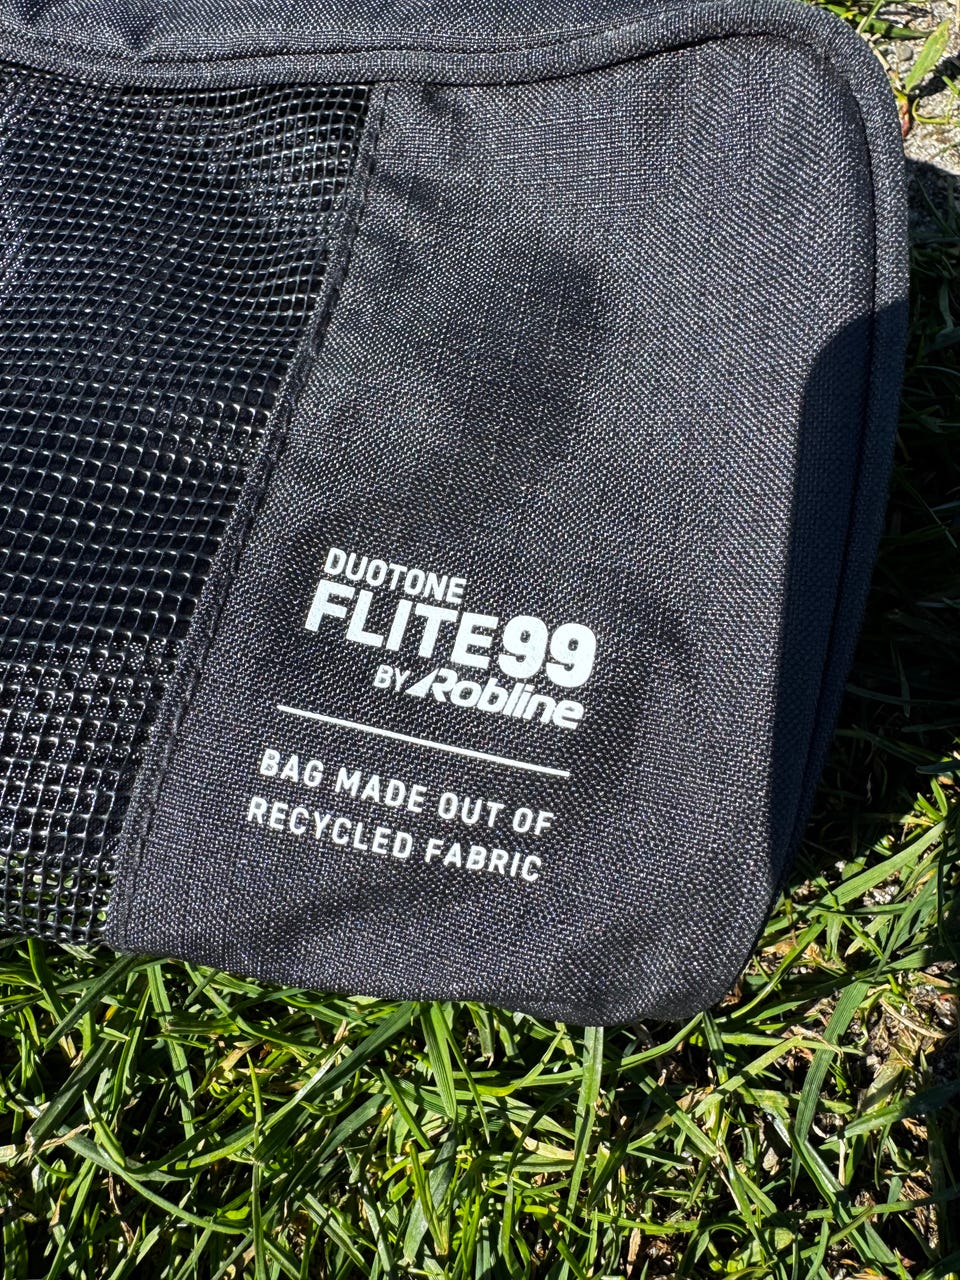 DUOTONE
FLITE99
BY Robline
BAG MADE OUT OF
RECYCLED FABRIC